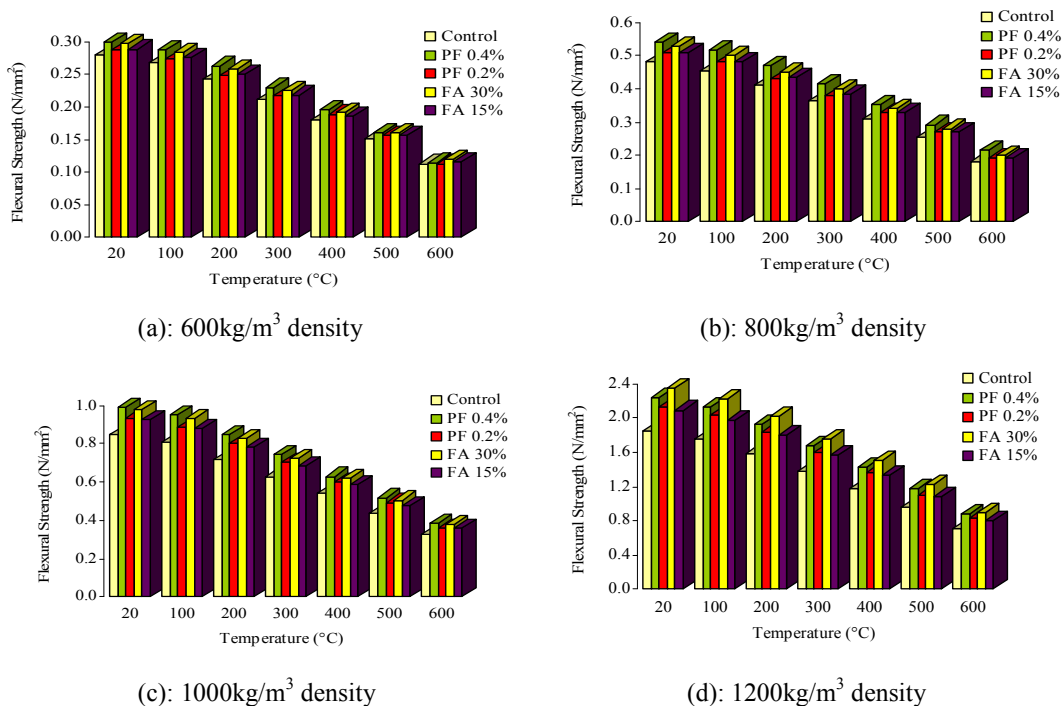 Flexural Strength (N/mm²)
0.30
0.25
0.20
0.15
0.10
0.05
0.00
20 100 200 300 400 500 600
Temperature (°C)
Control
PF 0.4%
PF 0.2%
FA 30%
FA 15%
(a): 600kg/m³ density
Flexural Strength (N/mm²)
0.6
0.5
0.4
0.3
0.2
0.1
0.0
20 100 200 300 400 500 600
Temperature (°C)
Control
PF 0.4%
PF 0.2%
FA 30%
FA 15%
(b): 800kg/m³ density
Flexural Strength (N/mm²)
1.0
0.8
0.6
0.4
0.2
0.0
20 100 200 300 400 500 600
Temperature (°C)
Control
PF 0.4%
PF 0.2%
FA 30%
FA 15%
(c): 1000kg/m³ density
Flexural Strength (N/mm²)
2.4
2.0
1.6
1.2
0.8
0.4
0.0
20 100 200 300 400 500 600
Temperature (°C)
Control
PF 0.4%
PF 0.2%
FA 30%
FA 15%
(d): 1200kg/m³ density